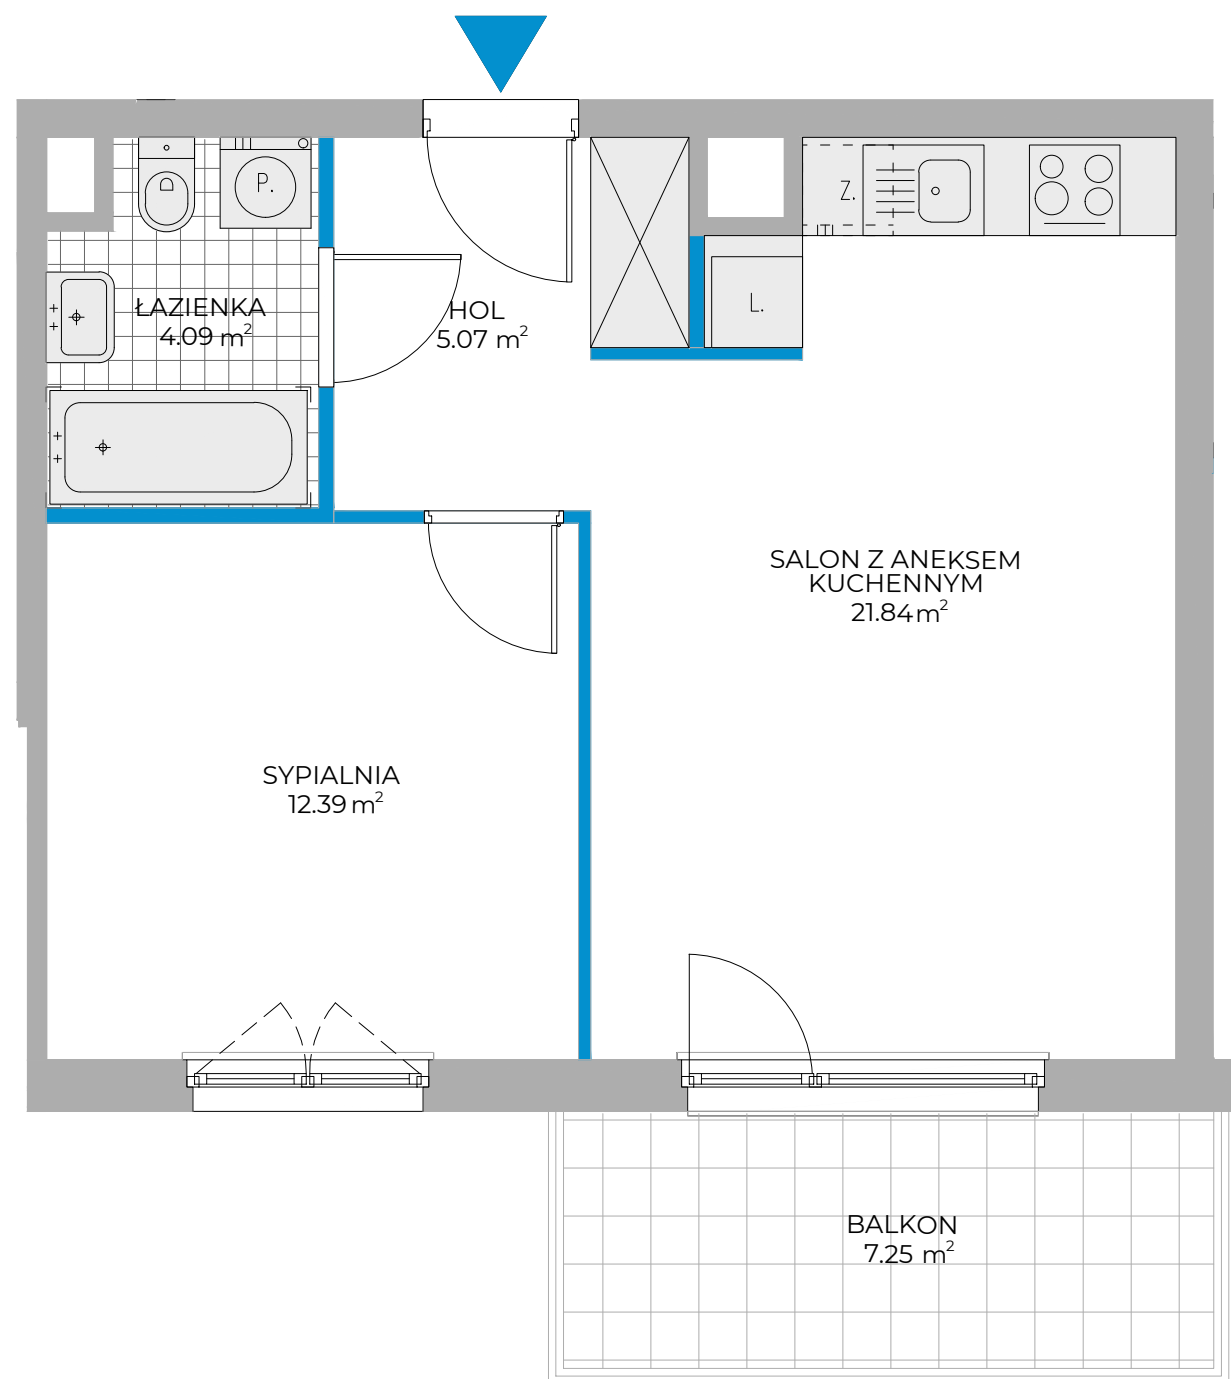 P.
Z.
ŁAZIENKA
4.09 m²
HOL
5.07 m²
L.
SALON Z ANEKSEM
KUCHENNYM
21.84 m²
SYPIALNIA
12.39 m²
BALKON
7.25 m²